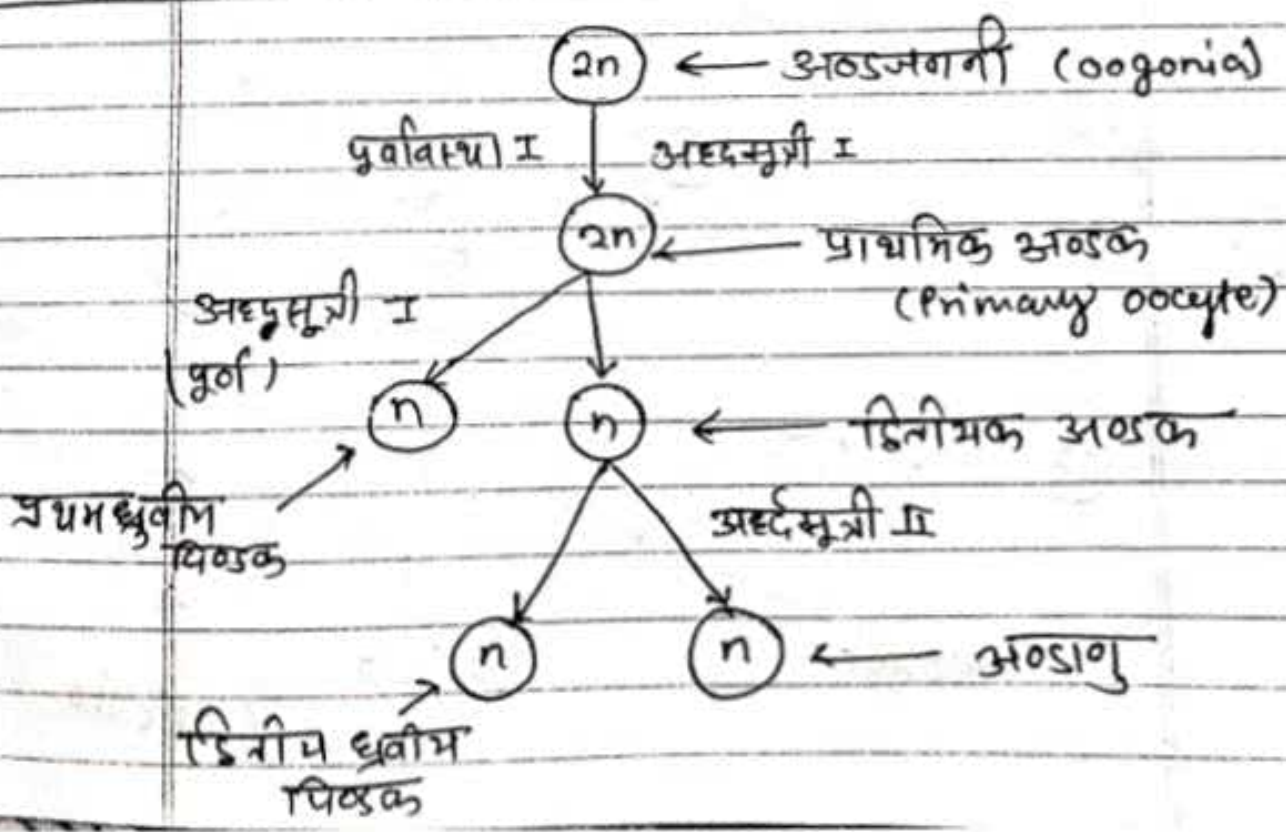 2n ← अण्डजननी (oogonia)
पूर्वावस्था I अर्द्धसूत्री I
2n ← प्राथमिक अण्डक
(Primary oocyte)
अर्द्धसूत्री I
(पूर्ण)
n n ← द्वितीयक अण्डक
प्रथम ध्रुवीय
पिण्डक
अर्द्धसूत्री II
n n ← अण्डाणु
द्वितीय ध्रुवीय
पिण्डक